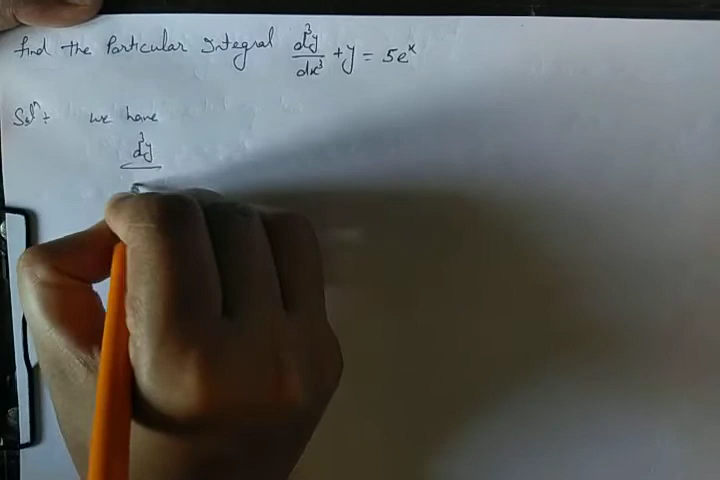 find the Particular Integral d³y/dx³ + y = 5eˣ
Solⁿ: we have
d³y